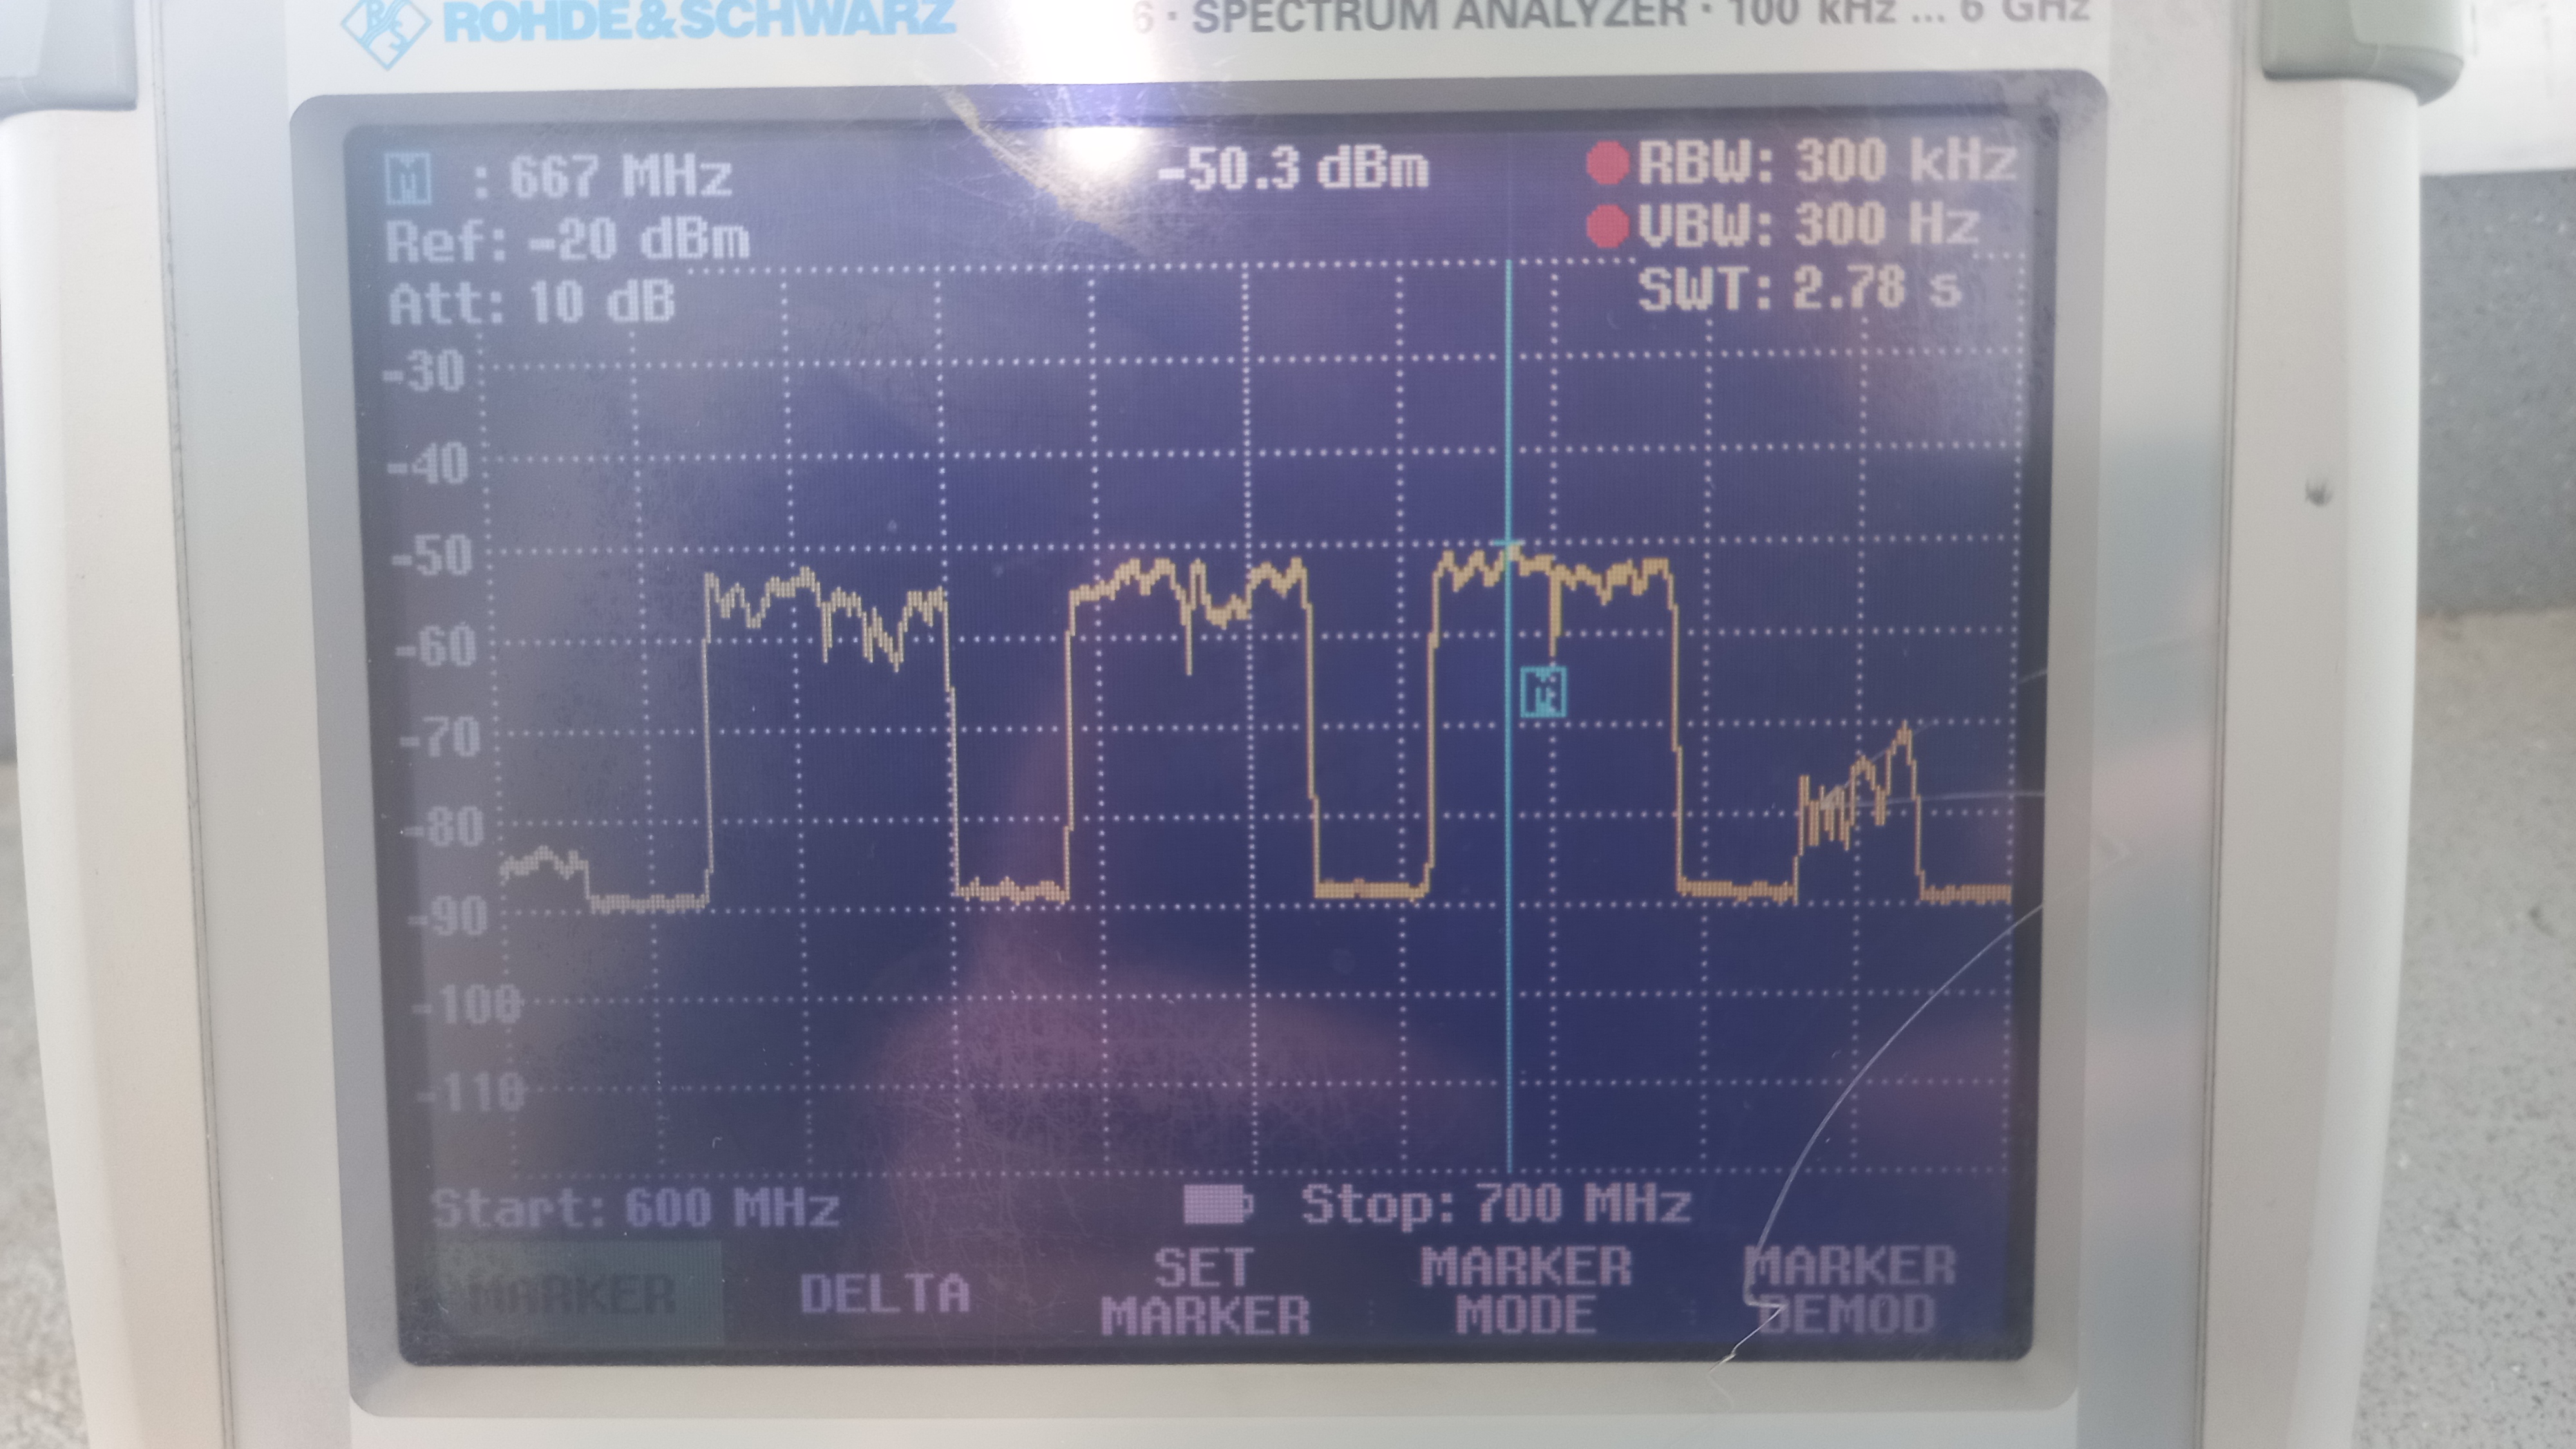 ROHDE&SCHWARZ
6 · SPECTRUM ANALYZER · 100 kHz ... 6 GHz
M : 667 MHz -50.3 dBm RBW: 300 kHz
Ref: -20 dBm VBW: 300 Hz
Att: 10 dB SWT: 2.78 s
-30
-40
-50
-60
M
-70
-80
-90
-100
-110
Start: 600 MHz Stop: 700 MHz
MARKER DELTA SET MARKER MARKER MODE MARKER DEMOD